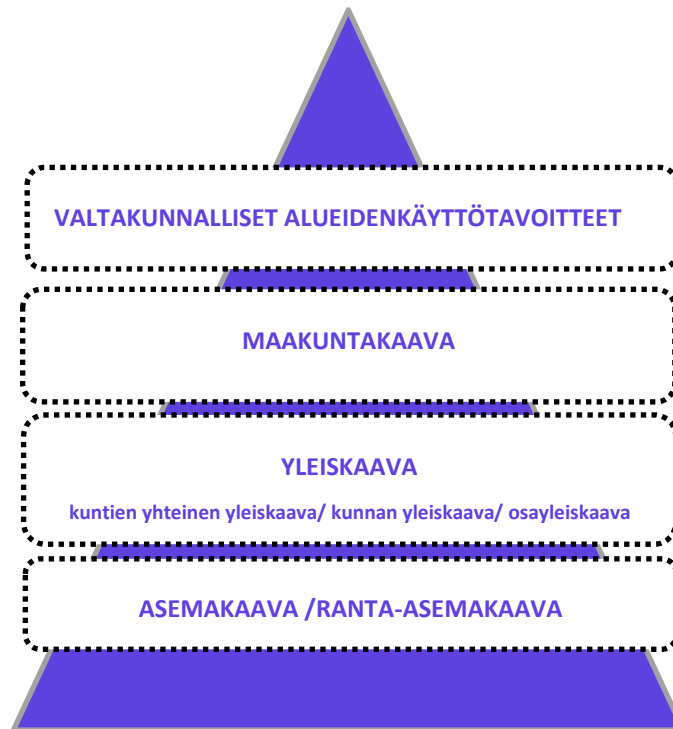 VALTAKUNNALLISET ALUEIDENKÄYTTÖTAVOITTEET
MAAKUNTAKAAVA
YLEISKAAVA
kuntien yhteinen yleiskaava/ kunnan yleiskaava/ osayleiskaava
ASEMAKAAVA /RANTA-ASEMAKAAVA